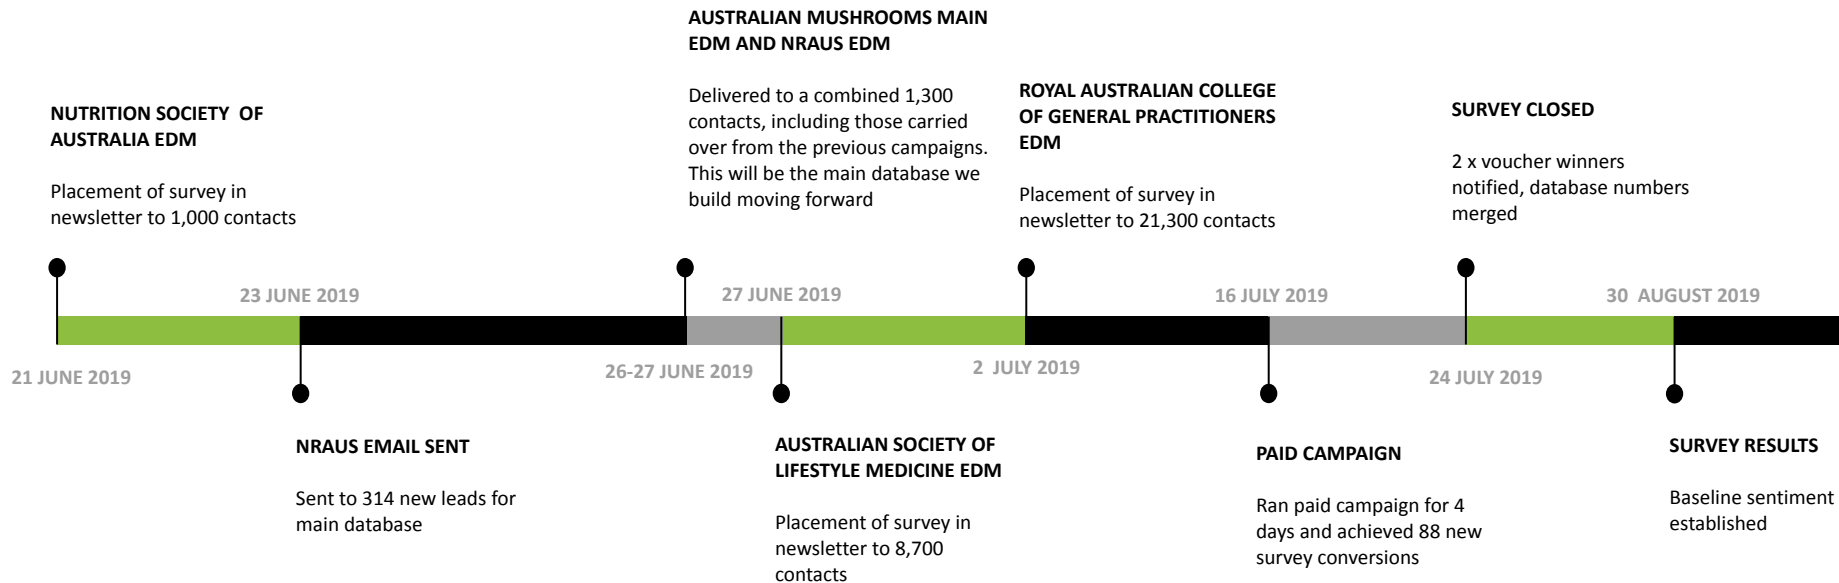 NUTRITION SOCIETY OF
AUSTRALIA EDM
Placement of survey in
newsletter to 1,000 contacts
21 JUNE 2019
23 JUNE 2019
NRAUS EMAIL SENT
Sent to 314 new leads for
main database
AUSTRALIAN MUSHROOMS MAIN
EDM AND NRAUS EDM
Delivered to a combined 1,300
contacts, including those carried
over from the previous campaigns.
This will be the main database we
build moving forward
26-27 JUNE 2019
27 JUNE 2019
AUSTRALIAN SOCIETY OF
LIFESTYLE MEDICINE EDM
Placement of survey in
newsletter to 8,700
contacts
ROYAL AUSTRALIAN COLLEGE
OF GENERAL PRACTITIONERS
EDM
Placement of survey in
newsletter to 21,300 contacts
2 JULY 2019
16 JULY 2019
PAID CAMPAIGN
Ran paid campaign for 4
days and achieved 88 new
survey conversions
SURVEY CLOSED
2 x voucher winners
notified, database numbers
merged
24 JULY 2019
30 AUGUST 2019
SURVEY RESULTS
Baseline sentiment
established